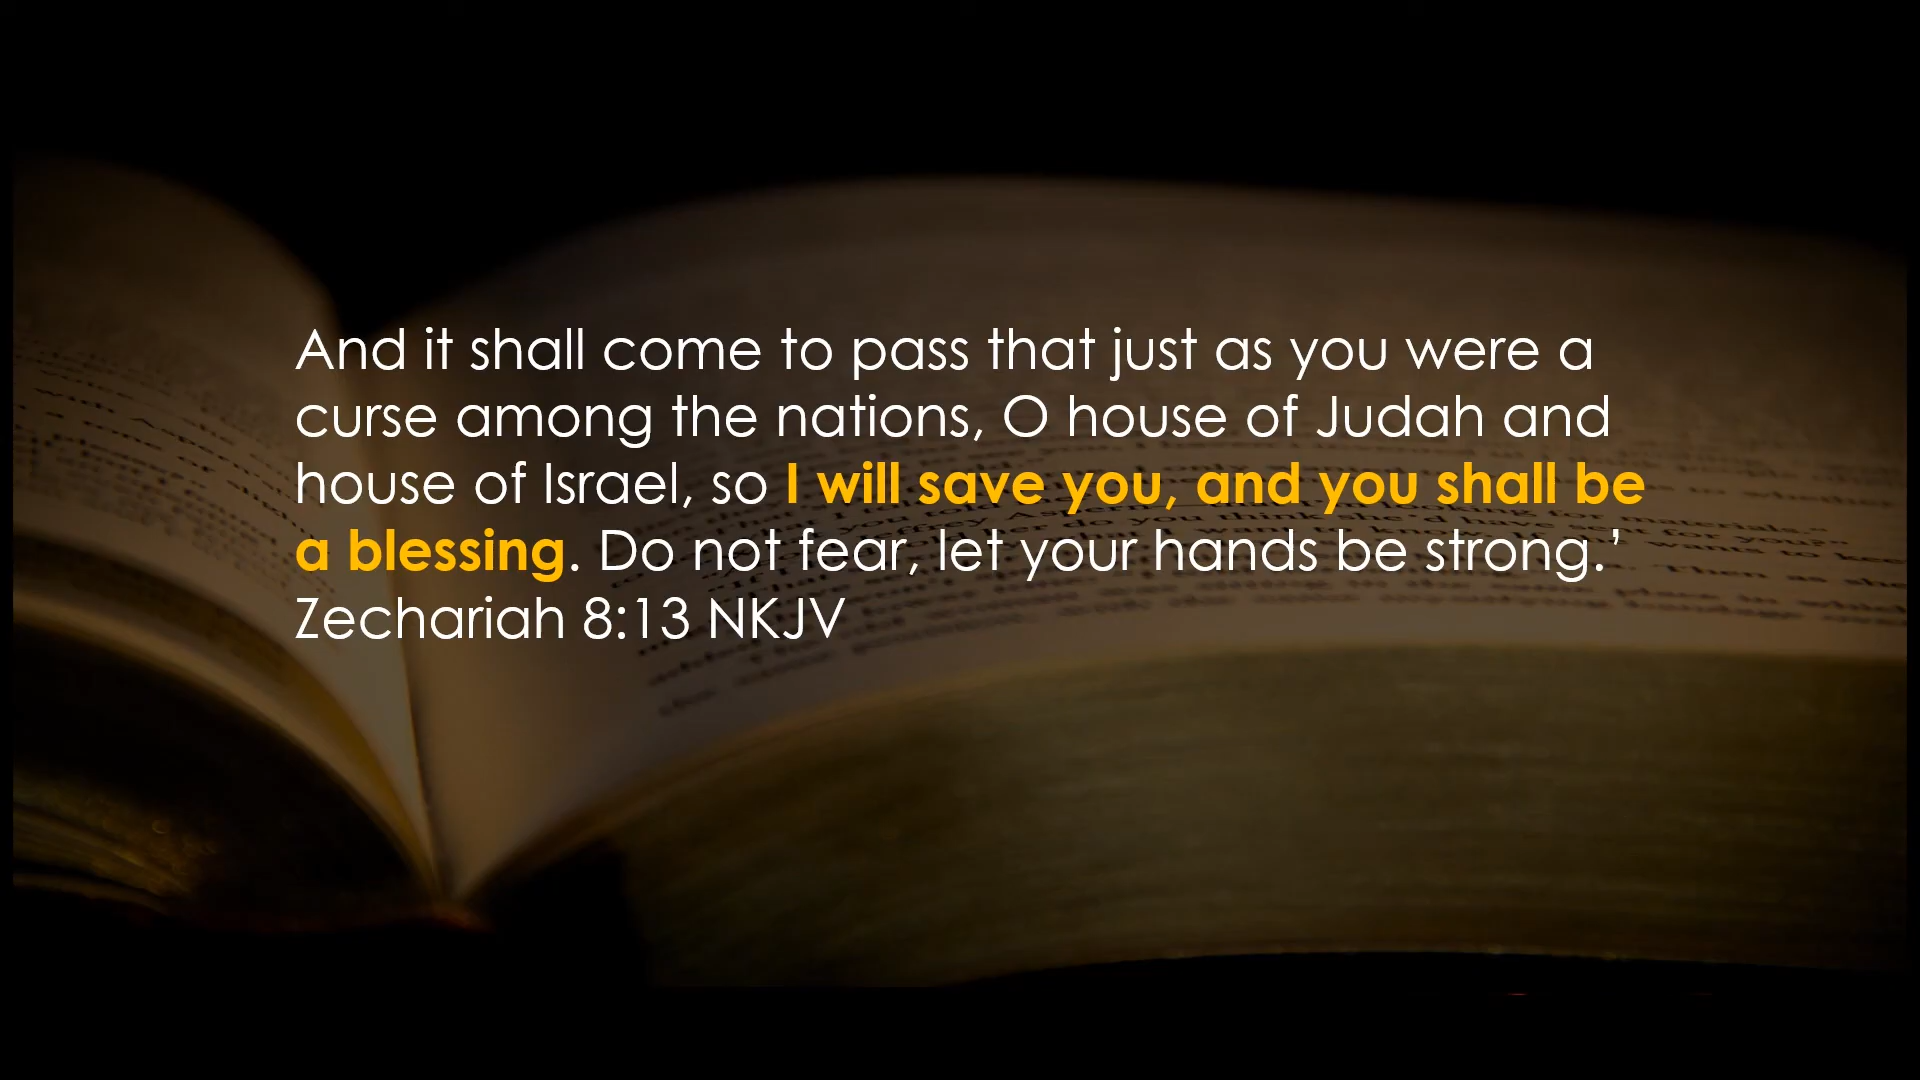 And it shall come to pass that just as you were a
curse among the nations, O house of Judah and
house of Israel, so I will save you, and you shall be
a blessing. Do not fear, let your hands be strong.’
Zechariah 8:13 NKJV